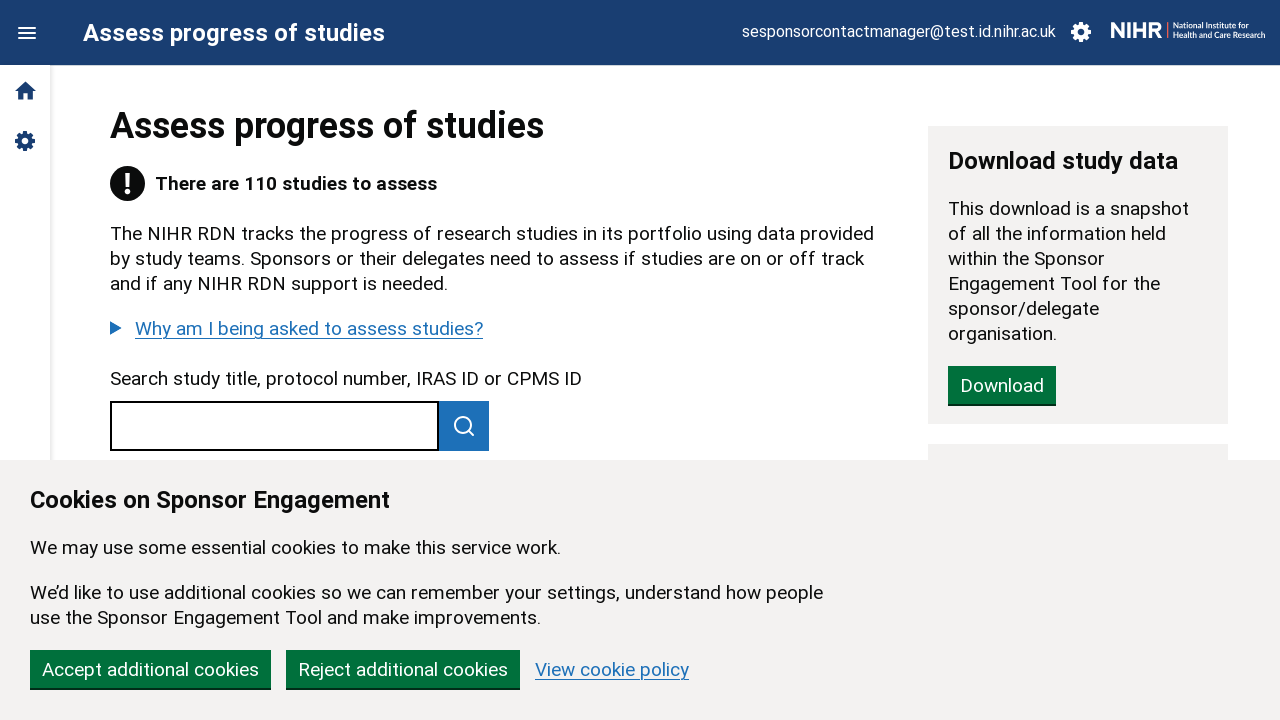 Assess progress of studies
sesponsorcontactmanager@test.id.nihr.ac.uk
NIHR | National Institute for
Health and Care Research
Assess progress of studies
There are 110 studies to assess
The NIHR RDN tracks the progress of research studies in its portfolio using data provided
by study teams. Sponsors or their delegates need to assess if studies are on or off track
and if any NIHR RDN support is needed.
Why am I being asked to assess studies?
Search study title, protocol number, IRAS ID or CPMS ID
Download study data
This download is a snapshot
of all the information held
within the Sponsor
Engagement Tool for the
sponsor/delegate
organisation.
Download
Cookies on Sponsor Engagement
We may use some essential cookies to make this service work.
We’d like to use additional cookies so we can remember your settings, understand how people
use the Sponsor Engagement Tool and make improvements.
Accept additional cookies
Reject additional cookies
View cookie policy